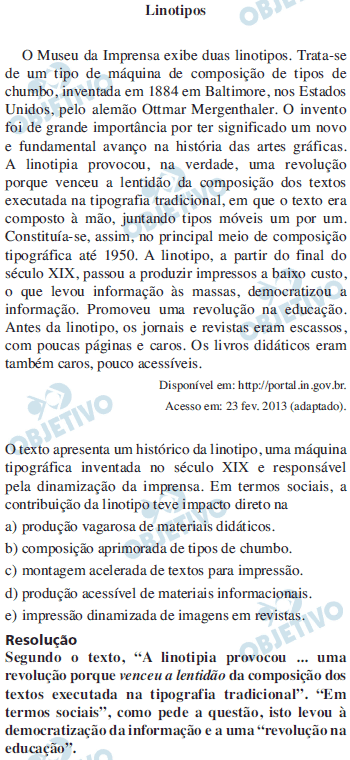 Linotipos
O Museu da Imprensa exibe duas linotipos. Trata-se
de um tipo de máquina de composição de tipos de
chumbo, inventada em 1884 em Baltimore, nos Estados
Unidos, pelo alemão Ottmar Mergenthaler. O invento
foi de grande importância por ter significado um novo
e fundamental avanço na história das artes gráficas.
A linotipia provocou, na verdade, uma revolução
porque venceu a lentidão da composição dos textos
executada na tipografia tradicional, em que o texto era
composto à mão, juntando tipos móveis um por um.
Constituía-se, assim, no principal meio de composição
tipográfica até 1950. A linotipo, a partir do final do
século XIX, passou a produzir impressos a baixo custo,
o que levou informação às massas, democratizou a
informação. Promoveu uma revolução na educação.
Antes da linotipo, os jornais e revistas eram escassos,
com poucas páginas e caros. Os livros didáticos eram
também caros, pouco acessíveis.
Disponível em: http://portal.in.gov.br.
Acesso em: 23 fev. 2013 (adaptado).
O texto apresenta um histórico da linotipo, uma máquina
tipográfica inventada no século XIX e responsável
pela dinamização da imprensa. Em termos sociais, a
contribuição da linotipo teve impacto direto na
a) produção vagarosa de materiais didáticos.
b) composição aprimorada de tipos de chumbo.
c) montagem acelerada de textos para impressão.
d) produção acessível de materiais informacionais.
e) impressão dinamizada de imagens em revistas.
Resolução
Segundo o texto, “A linotipia provocou ... uma
revolução porque venceu a lentidão da composição dos
textos executada na tipografia tradicional”. “Em
termos sociais”, como pede a questão, isto levou à
democratização da informação e a uma “revolução na
educação”.
OBJETIVO
OBJETIVO
OBJETIVO
OBJETIVO
OBJETIVO
OBJETIVO
OBJETIVO